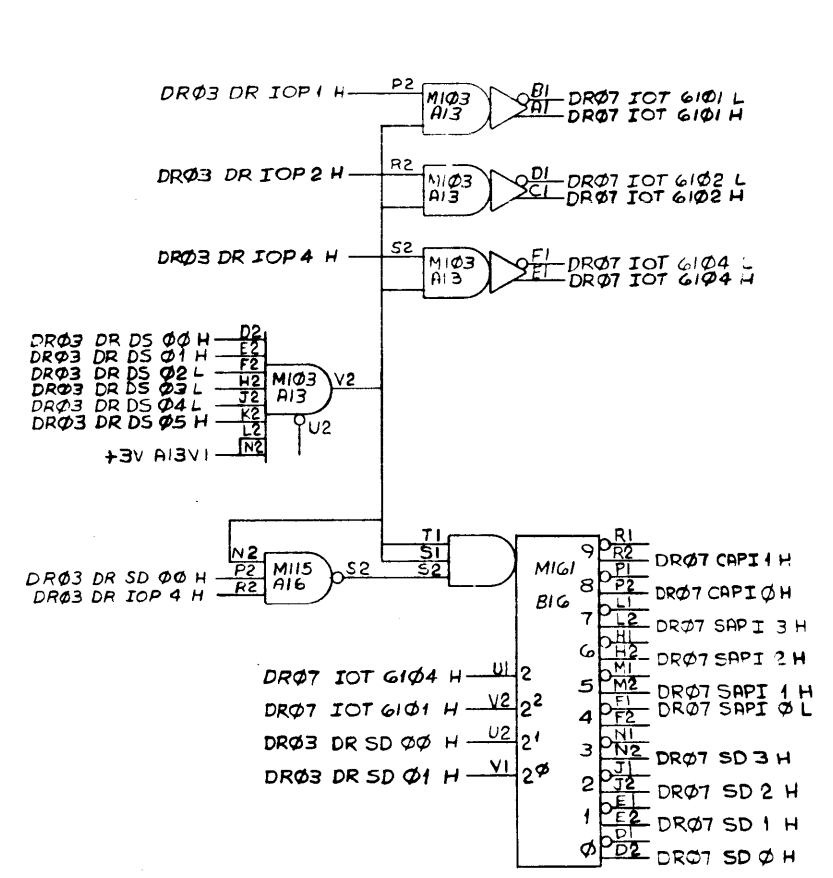 DRØ3 DR IOP 1 H P2 MIØ3 A13 B1 DRØ7 IOT 61Ø1 L
A1 DRØ7 IOT 61Ø1 H
DRØ3 DR IOP 2 H R2 MIØ3 A13 D1 DRØ7 IOT 61Ø2 L
C1 DRØ7 IOT 61Ø2 H
DRØ3 DR IOP 4 H S2 MIØ3 A13 F1 DRØ7 IOT 61Ø4 L
E1 DRØ7 IOT 61Ø4 H
DRØ3 DR DS ØØ H D2
DRØ3 DR DS Ø1 H E2
DRØ3 DR DS Ø2 L F2
DRØ3 DR DS Ø3 L H2 MIØ3 A13 V2
DRØ3 DR DS Ø4 L J2
DRØ3 DR DS Ø5 H K2
L2 U2
+3V A13V1 N2
N2
DRØ3 DR SD ØØ H P2 M115 A16 S2
DRØ3 DR IOP 4 H R2
T1
S1
S2
M161
B16
DRØ7 IOT 61Ø4 H U1 2
DRØ7 IOT 61Ø1 H V2 2²
DRØ3 DR SD ØØ H U2 2¹
DRØ3 DR SD Ø1 H V1 2Ø
9 R1
R2 DRØ7 CAPI 1 H
8 P1
P2 DRØ7 CAPI Ø H
7 L1
L2 DRØ7 SAPI 3 H
6 H1
H2 DRØ7 SAPI 2 H
5 M1
M2 DRØ7 SAPI 1 H
4 F1 DRØ7 SAPI Ø L
F2
3 N1
N2 DRØ7 SD 3 H
2 J1
J2 DRØ7 SD 2 H
1 E1
E2 DRØ7 SD 1 H
Ø D1
D2 DRØ7 SD Ø H